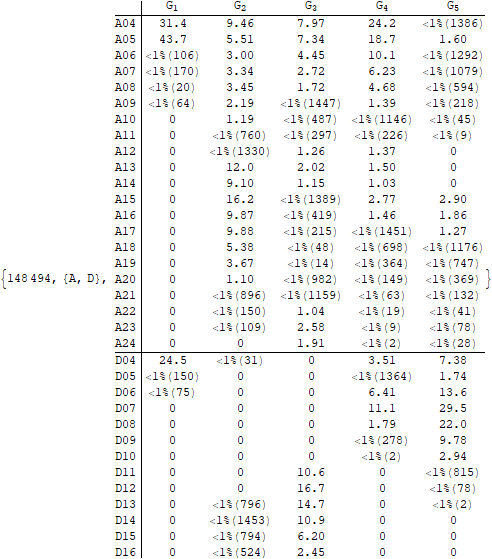 G1 G2 G3 G4 G5
A04 31.4 9.46 7.97 24.2 <1%(1386)
A05 43.7 5.51 7.34 18.7 1.60
A06 <1%(106) 3.00 4.45 10.1 <1%(1292)
A07 <1%(170) 3.34 2.72 6.23 <1%(1079)
A08 <1%(20) 3.45 1.72 4.68 <1%(594)
A09 <1%(64) 2.19 <1%(1447) 1.39 <1%(218)
A10 0 1.19 <1%(487) <1%(1146) <1%(45)
A11 0 <1%(760) <1%(297) <1%(226) <1%(9)
A12 0 <1%(1330) 1.26 1.37 0
A13 0 12.0 2.02 1.50 0
A14 0 9.10 1.15 1.03 0
A15 0 16.2 <1%(1389) 2.77 2.90
A16 0 9.87 <1%(419) 1.46 1.86
A17 0 9.88 <1%(215) <1%(1451) 1.27
A18 0 5.38 <1%(48) <1%(698) <1%(1176)
A19 0 3.67 <1%(14) <1%(364) <1%(747)
{148494, {A, D}, A20 0 1.10 <1%(982) <1%(149) <1%(369) }
A21 0 <1%(896) <1%(1159) <1%(63) <1%(132)
A22 0 <1%(150) 1.04 <1%(19) <1%(41)
A23 0 <1%(109) 2.58 <1%(9) <1%(78)
A24 0 0 1.91 <1%(2) <1%(28)
D04 24.5 <1%(31) 0 3.51 7.38
D05 <1%(150) 0 0 <1%(1364) 1.74
D06 <1%(75) 0 0 6.41 13.6
D07 0 0 0 11.1 29.5
D08 0 0 0 1.79 22.0
D09 0 0 0 <1%(278) 9.78
D10 0 0 0 <1%(2) 2.94
D11 0 0 10.6 0 <1%(815)
D12 0 0 16.7 0 <1%(78)
D13 0 <1%(796) 14.7 0 <1%(2)
D14 0 <1%(1453) 10.9 0 0
D15 0 <1%(794) 6.20 0 0
D16 0 <1%(524) 2.45 0 0